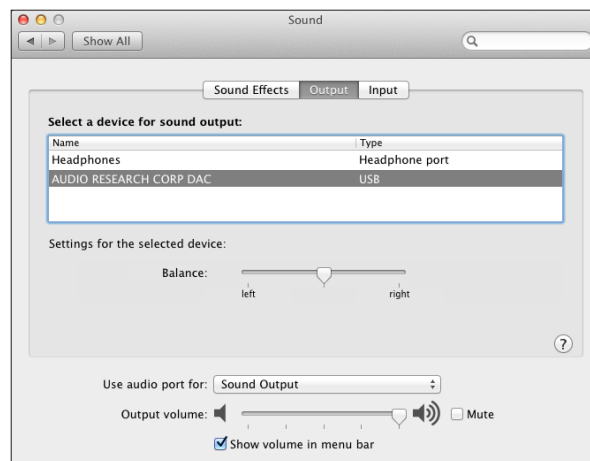 Sound
Show All
Sound Effects Output Input
Select a device for sound output:
Name Type
Headphones Headphone port
AUDIO RESEARCH CORP DAC USB
Settings for the selected device:
Balance:
left right
?
Use audio port for: Sound Output
Output volume: Mute
Show volume in menu bar